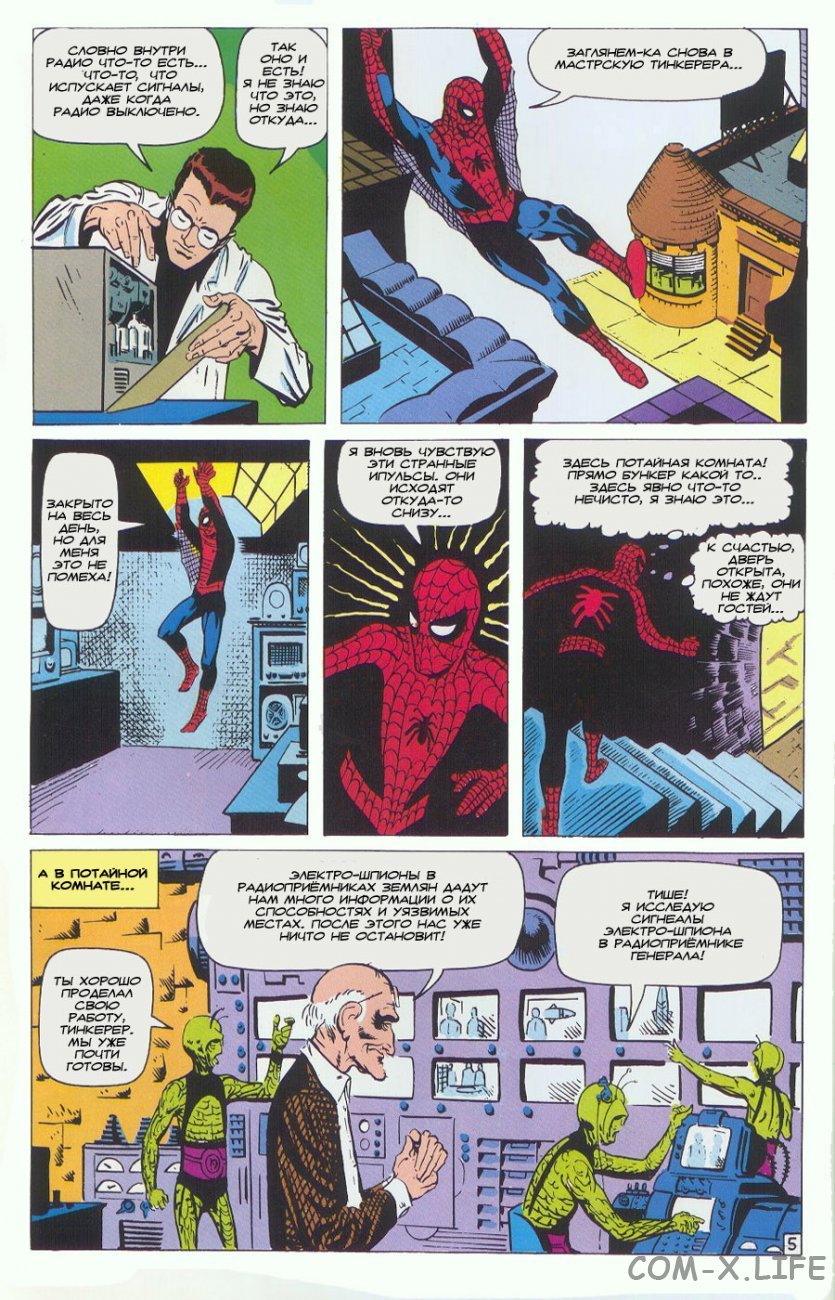 СЛОВНО ВНУТРИ
РАДИО ЧТО-ТО ЕСТЬ...
ЧТО-ТО, ЧТО
ИСПУСКАЕТ СИГНАЛЫ,
ДАЖЕ КОГДА
РАДИО ВЫКЛЮЧЕНО.
ТАК
ОНО И
ЕСТЬ!
Я НЕ ЗНАЮ
ЧТО ЭТО,
НО ЗНАЮ
ОТКУДА...
ЗАГЛЯНЕМ-КА СНОВА В
МАСТРСКУЮ ТИНКЕРЕРА...
ЗАКРЫТО
НА ВЕСЬ
ДЕНЬ,
НО ДЛЯ
МЕНЯ
ЭТО НЕ
ПОМЕХА!
Я ВНОВЬ ЧУВСТВУЮ
ЭТИ СТРАННЫЕ
ИПУЛЬСЫ. ОНИ
ИСХОДЯТ
ОТКУДА-ТО
СНИЗУ...
ЗДЕСЬ ПОТАЙНАЯ КОМНАТА!
ПРЯМО БУНКЕР КАКОЙ ТО..
ЗДЕСЬ ЯВНО ЧТО-ТО
НЕЧИСТО, Я ЗНАЮ ЭТО...
К СЧАСТЬЮ,
ДВЕРЬ
ОТКРЫТА,
ПОХОЖЕ, ОНИ
НЕ ЖДУТ
ГОСТЕЙ...
А В ПОТАЙНОЙ
КОМНАТЕ...
ТЫ ХОРОШО
ПРОДЕЛАЛ
СВОЮ
РАБОТУ,
ТИНКЕРЕР.
МЫ УЖЕ
ПОЧТИ
ГОТОВЫ.
ЭЛЕКТРО-ШПИОНЫ В
РАДИОПРИЁМНИКАХ ЗЕМЛЯН ДАДУТ
НАМ МНОГО ИНФОРМАЦИИ О ИХ
СПОСОБНОСТЯХ И УЯЗВИМЫХ
МЕСТАХ. ПОСЛЕ ЭТОГО НАС УЖЕ
НИЧТО НЕ ОСТАНОВИТ!
ТИШЕ!
Я ИССЛЕДУЮ
СИГНЕАЛЫ
ЭЛЕКТРО-ШПИОНА
В РАДИОПРИЁМНИКЕ
ГЕНЕРАЛА!
5
COM-X.LIFE